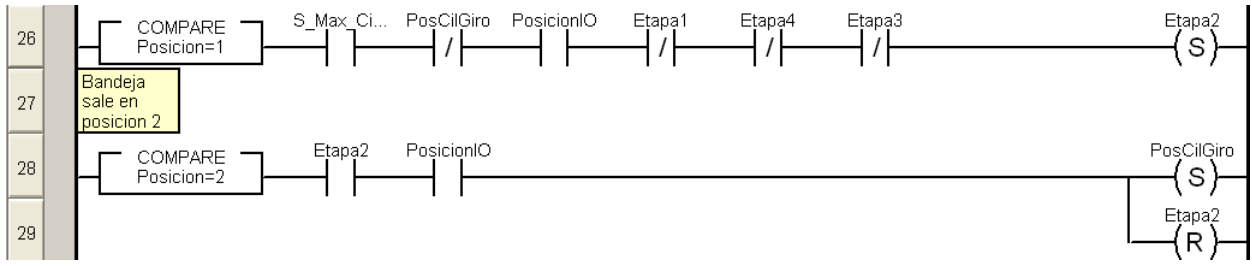 26
COMPARE
Posicion=1
S_Max_Ci... PosCilGiro PosicionIO Etapa1 Etapa4 Etapa3 Etapa2
/ / / /
(S)
27
Bandeja
sale en
posicion 2
28
COMPARE
Posicion=2
Etapa2 PosicionIO PosCilGiro
(S)
29
Etapa2
(R)